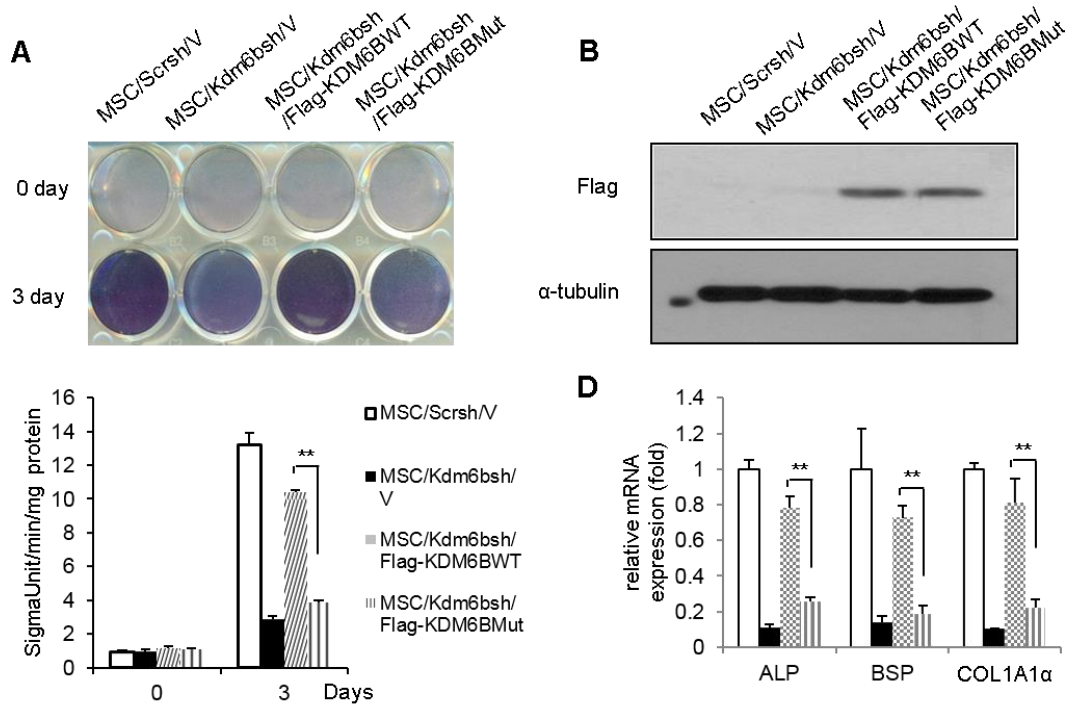 A
MSC/Scrsh/V
MSC/Kdm6bsh/V
MSC/Kdm6bsh
/Flag-KDM6BWT
MSC/Kdm6bsh
/Flag-KDM6BMut
0 day
3 day
B2
B3
B4
B
MSC/Scrsh/V
MSC/Kdm6bsh/V
MSC/Kdm6bsh/
Flag-KDM6BWT
MSC/Kdm6bsh/
Flag-KDM6BMut
Flag
α-tubulin
SigmaUnit/min/mg protein
16
14
12
10
8
6
4
2
0
**
0
3
Days
MSC/Scrsh/V
MSC/Kdm6bsh/
V
MSC/Kdm6bsh/
Flag-KDM6BWT
MSC/Kdm6bsh/
Flag-KDM6BMut
D
relative mRNA
expression (fold)
1.4
1.2
1
0.8
0.6
0.4
0.2
0
**
**
**
ALP
BSP
COL1A1α